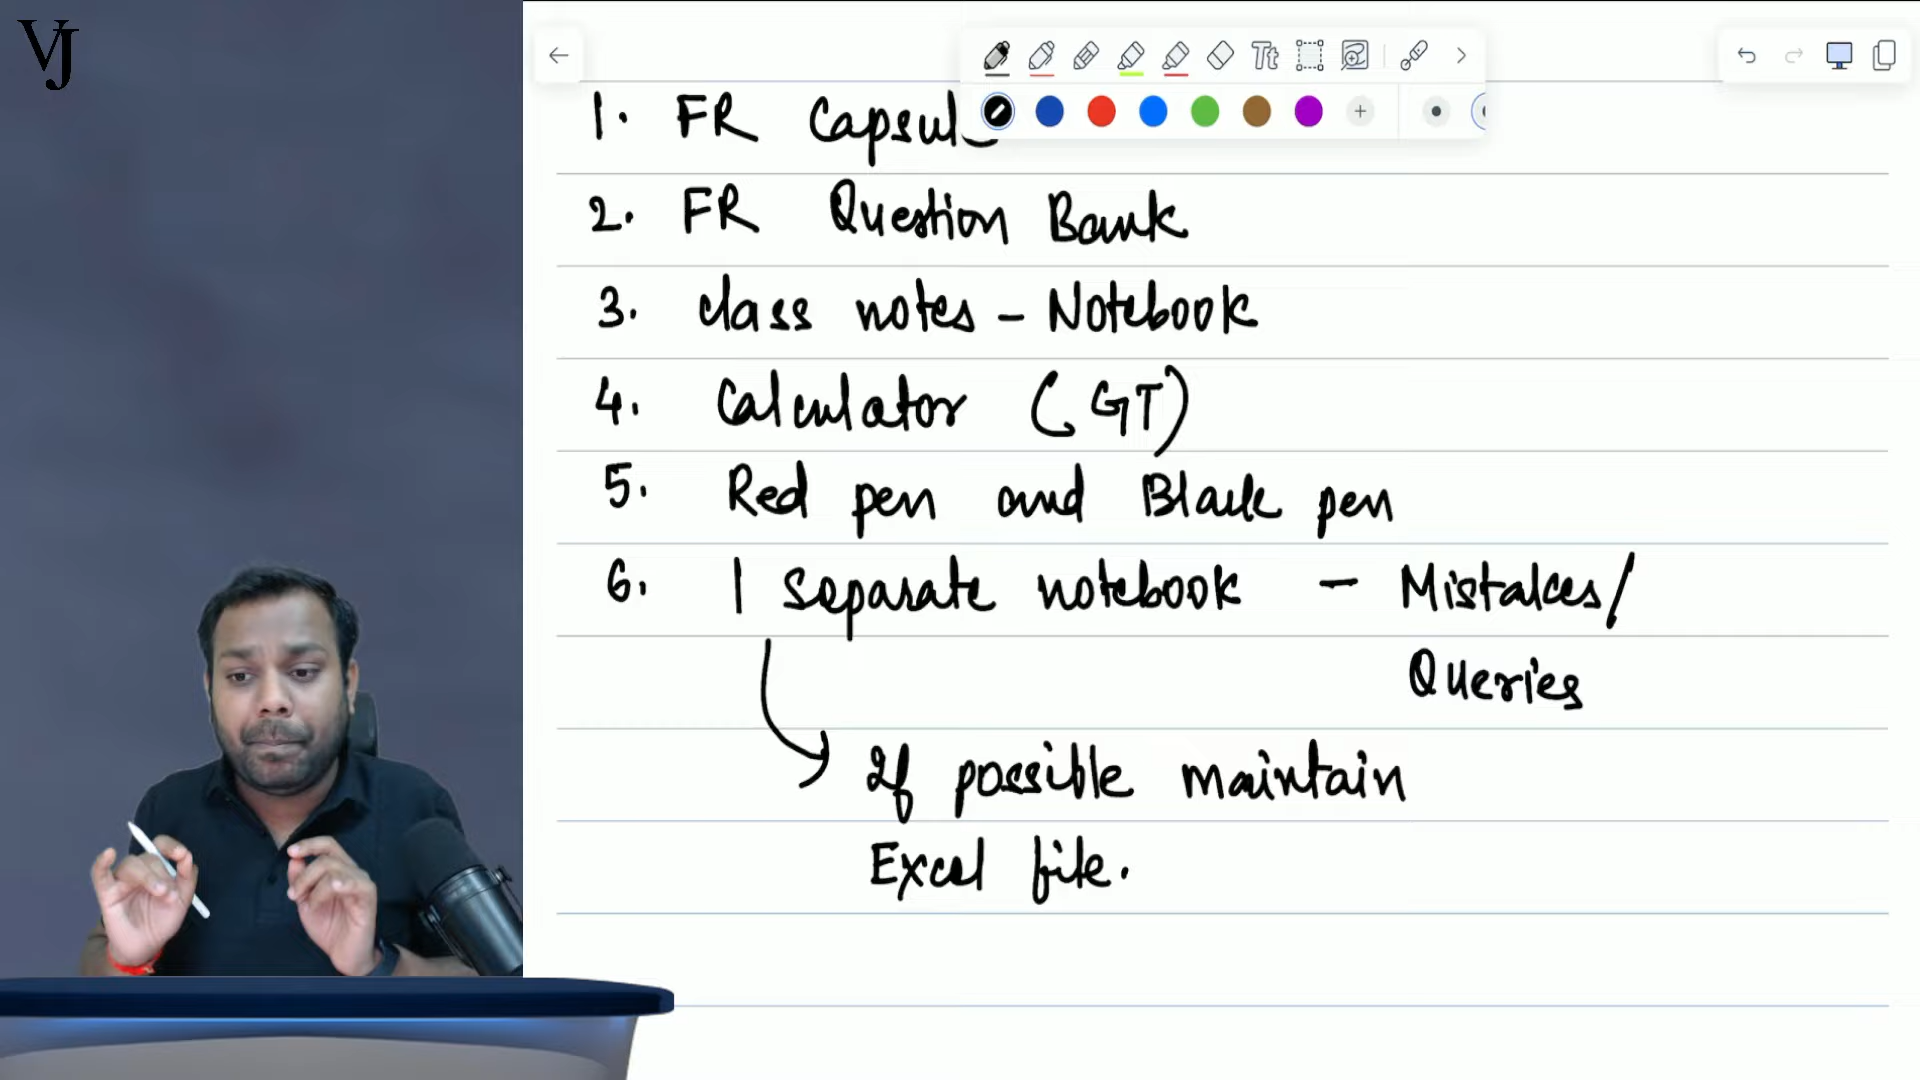 VJ
1. FR Capsule
2. FR Question Bank
3. class notes - Notebook
4. Calculator (GT)
5. Red pen and Black pen
6. 1 separate notebook - Mistakes/
Queries
If possible maintain
Excel file.